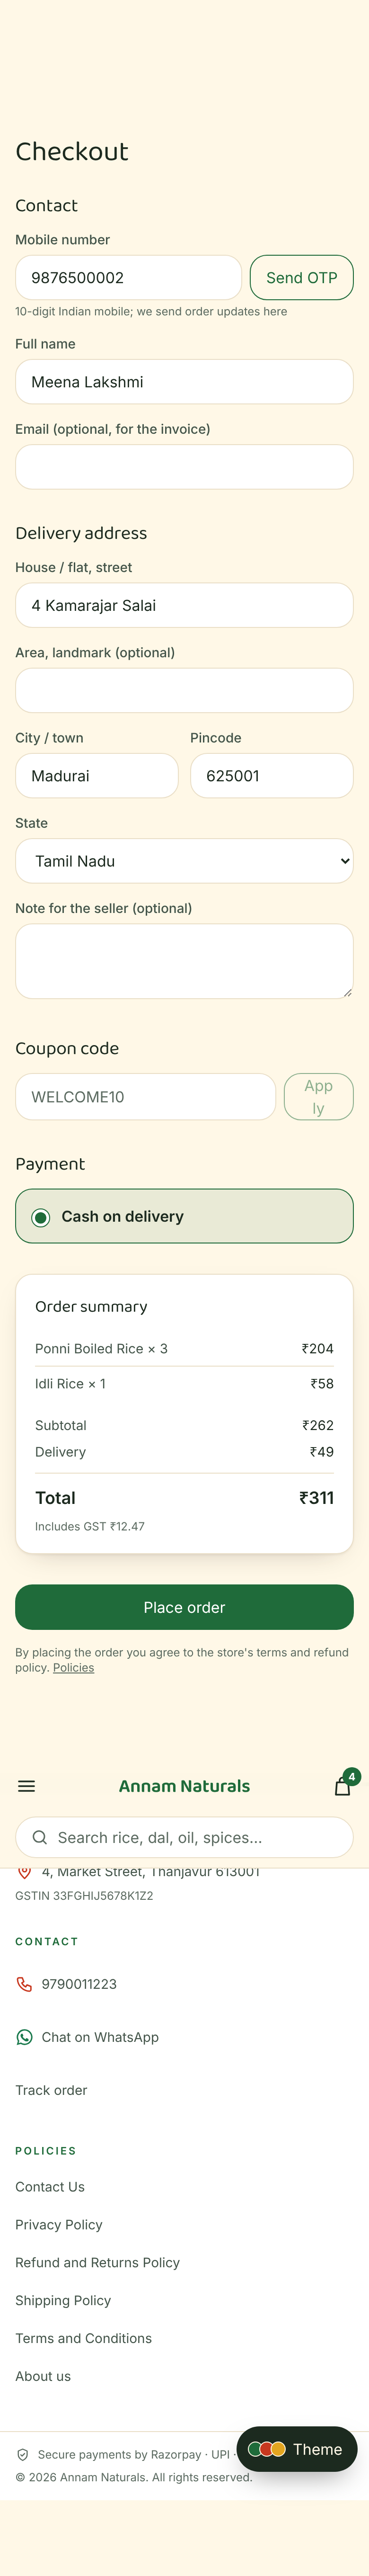 Checkout
Contact
Mobile number
9876500002
Send OTP
10-digit Indian mobile; we send order updates here
Full name
Meena Lakshmi
Email (optional, for the invoice)
Delivery address
House / flat, street
4 Kamarajar Salai
Area, landmark (optional)
City / town
Pincode
Madurai
625001
State
Tamil Nadu
Note for the seller (optional)
Coupon code
WELCOME10
App
ly
Payment
Cash on delivery
Order summary
Ponni Boiled Rice × 3 ₹204
Idli Rice × 1 ₹58
Subtotal ₹262
Delivery ₹49
Total ₹311
Includes GST ₹12.47
Place order
By placing the order you agree to the store's terms and refund
policy. Policies
Annam Naturals
4
Search rice, dal, oil, spices...
4, Market Street, Thanjavur 613001
GSTIN 33FGHIJ5678K1Z2
CONTACT
9790011223
Chat on WhatsApp
Track order
POLICIES
Contact Us
Privacy Policy
Refund and Returns Policy
Shipping Policy
Terms and Conditions
About us
Secure payments by Razorpay · UPI ·
Theme
© 2026 Annam Naturals. All rights reserved.